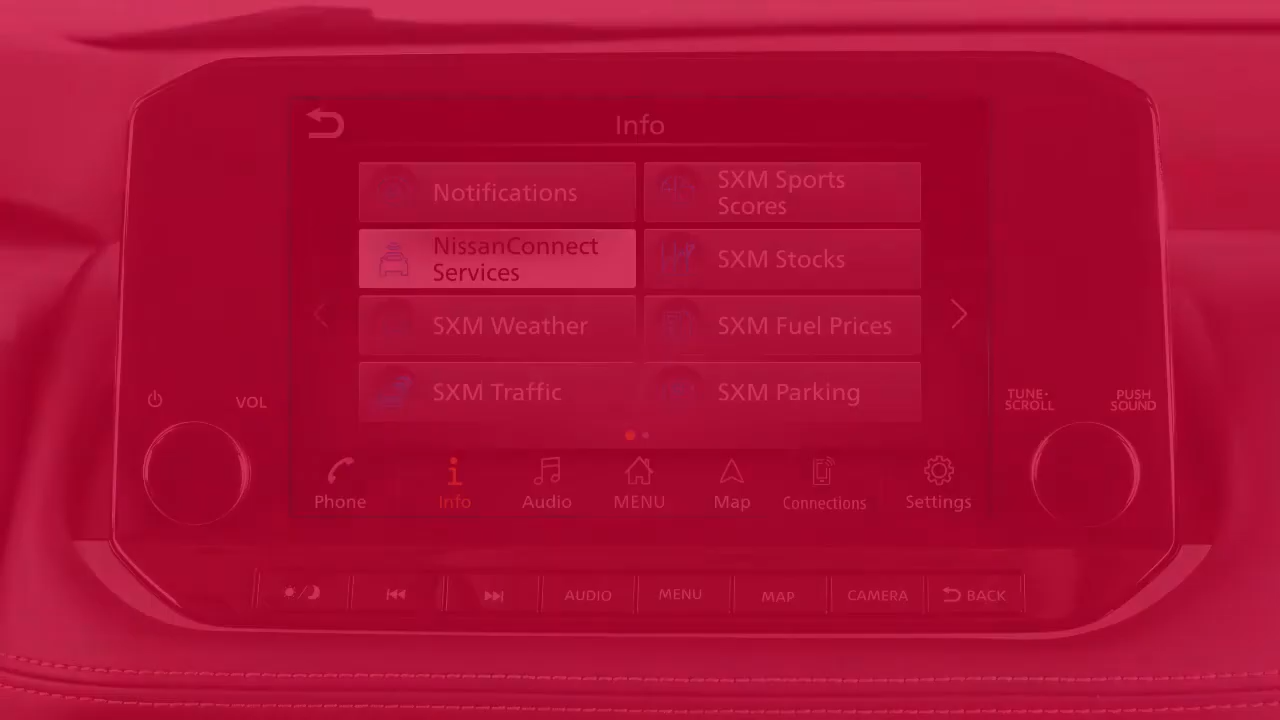 Info
Notifications
SXM Sports
Scores
NissanConnect
Services
SXM Stocks
SXM Weather
SXM Fuel Prices
SXM Traffic
SXM Parking
VOL
TUNE•
SCROLL
PUSH
SOUND
Phone
Info
Audio
MENU
Map
Connections
Settings
AUDIO
MENU
MAP
CAMERA
BACK